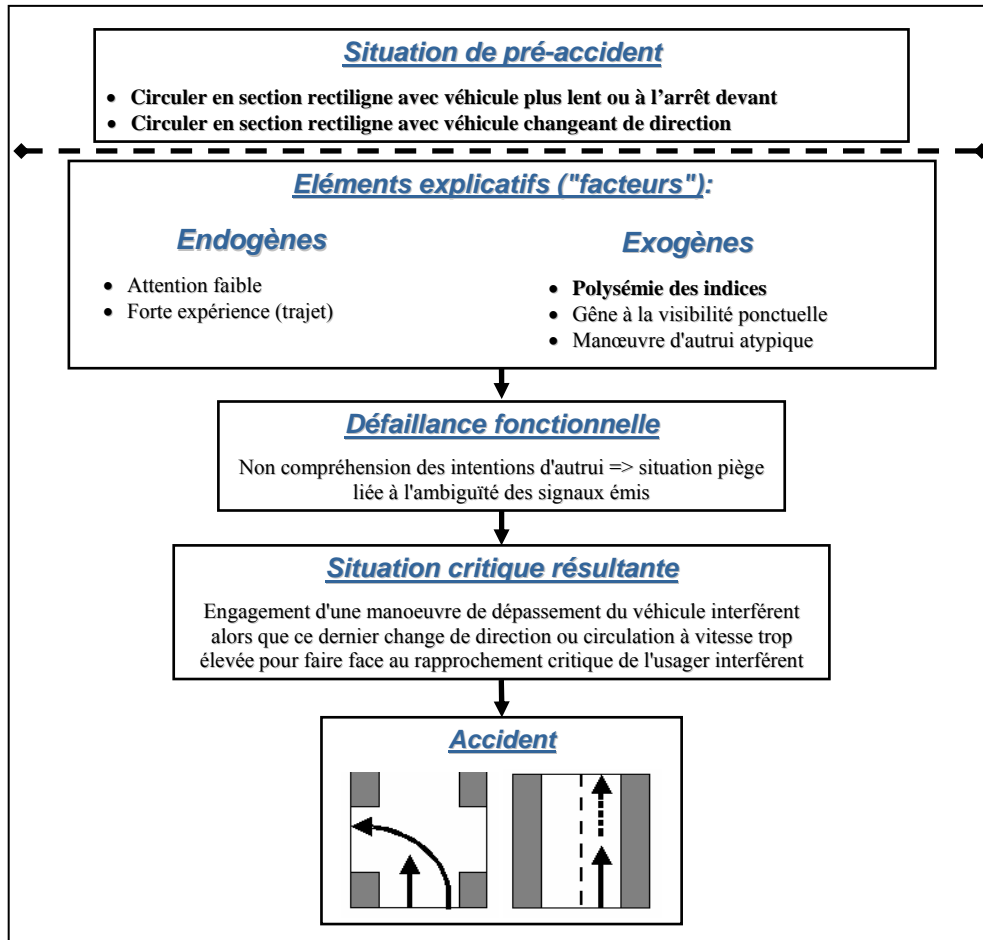 Situation de pré-accident
• Circuler en section rectiligne avec véhicule plus lent ou à l'arrêt devant
• Circuler en section rectiligne avec véhicule changeant de direction
Eléments explicatifs ("facteurs"):
Endogènes
• Attention faible
• Forte expérience (trajet)
Exogènes
• Polysémie des indices
• Gêne à la visibilité ponctuelle
• Manœuvre d'autrui atypique
Défaillance fonctionnelle
Non compréhension des intentions d'autrui => situation piège
liée à l'ambiguïté des signaux émis
Situation critique résultante
Engagement d'une manoeuvre de dépassement du véhicule interférent
alors que ce dernier change de direction ou circulation à vitesse trop
élevée pour faire face au rapprochement critique de l'usager interférent
Accident